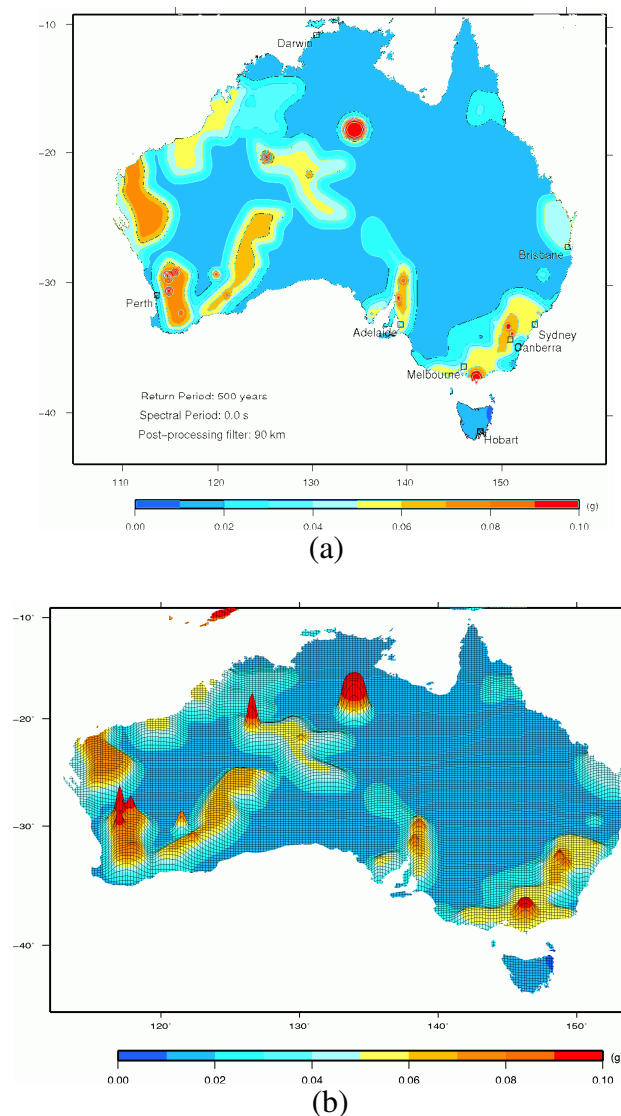 −10
Darwin
−20
Brisbane
−30
Perth
Adelaide
Sydney
Canberra
Melbourne
Return Period: 500 years
Spectral Period: 0.0 s
−40
Post−processing filter: 90 km
Hobart
110 120 130 140 150
(g)
0.00 0.02 0.04 0.06 0.08 0.10
(a)
−10˚
−20˚
−30˚
−40˚
120˚ 130˚ 140˚ 150˚
(g
0.00 0.02 0.04 0.06 0.08 0.10
(b)